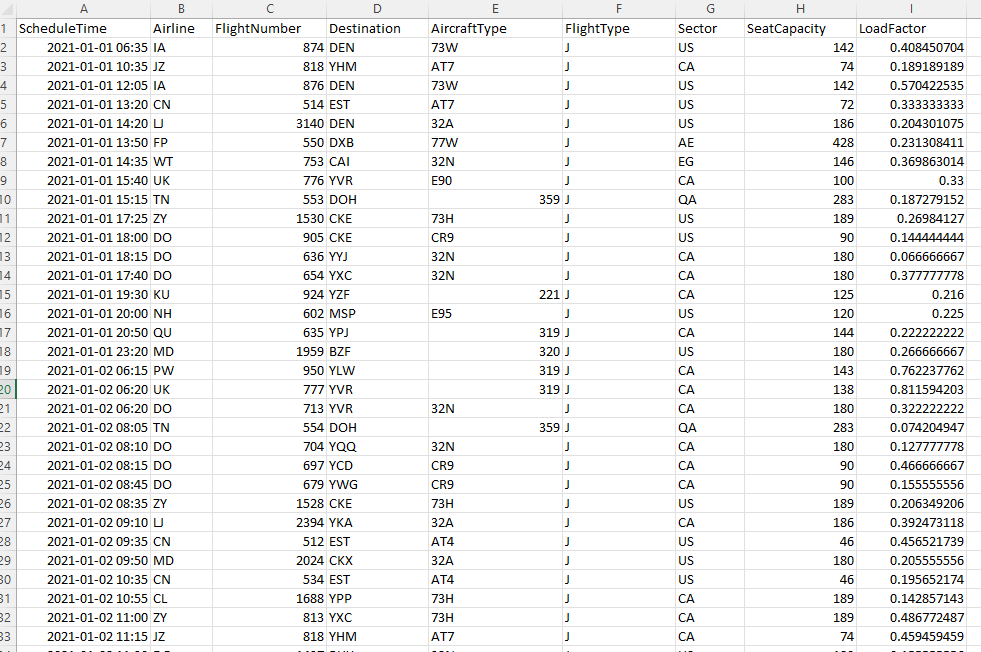 A B C D E F G H I
1 ScheduleTime Airline FlightNumber Destination AircraftType FlightType Sector SeatCapacity LoadFactor
2 2021-01-01 06:35 IA 874 DEN 73W J US 142 0.408450704
3 2021-01-01 10:35 JZ 818 YHM AT7 J CA 74 0.189189189
4 2021-01-01 12:05 IA 876 DEN 73W J US 142 0.570422535
5 2021-01-01 13:20 CN 514 EST AT7 J US 72 0.333333333
6 2021-01-01 14:20 LJ 3140 DEN 32A J US 186 0.204301075
7 2021-01-01 13:50 FP 550 DXB 77W J AE 428 0.231308411
8 2021-01-01 14:35 WT 753 CAI 32N J EG 146 0.369863014
9 2021-01-01 15:40 UK 776 YVR E90 J CA 100 0.33
10 2021-01-01 15:15 TN 553 DOH 359 J QA 283 0.187279152
11 2021-01-01 17:25 ZY 1530 CKE 73H J US 189 0.26984127
12 2021-01-01 18:00 DO 905 CKE CR9 J US 90 0.144444444
13 2021-01-01 18:15 DO 636 YYJ 32N J CA 180 0.066666667
14 2021-01-01 17:40 DO 654 YXC 32N J CA 180 0.377777778
15 2021-01-01 19:30 KU 924 YZF 221 J CA 125 0.216
16 2021-01-01 20:00 NH 602 MSP E95 J US 120 0.225
17 2021-01-01 20:50 QU 635 YPJ 319 J CA 144 0.222222222
18 2021-01-01 23:20 MD 1959 BZF 320 J US 180 0.266666667
19 2021-01-02 06:15 PW 950 YLW 319 J CA 143 0.762237762
20 2021-01-02 06:20 UK 777 YVR 319 J CA 138 0.811594203
21 2021-01-02 06:20 DO 713 YVR 32N J CA 180 0.322222222
22 2021-01-02 08:05 TN 554 DOH 359 J QA 283 0.074204947
23 2021-01-02 08:10 DO 704 YQQ 32N J CA 180 0.127777778
24 2021-01-02 08:15 DO 697 YCD CR9 J CA 90 0.466666667
25 2021-01-02 08:45 DO 679 YWG CR9 J CA 90 0.155555556
26 2021-01-02 08:35 ZY 1528 CKE 73H J US 189 0.206349206
27 2021-01-02 09:10 LJ 2394 YKA 32A J CA 186 0.392473118
28 2021-01-02 09:35 CN 512 EST AT4 J US 46 0.456521739
29 2021-01-02 09:50 MD 2024 CKX 32A J US 180 0.205555556
30 2021-01-02 10:35 CN 534 EST AT4 J US 46 0.195652174
31 2021-01-02 10:55 CL 1688 YPP 73H J CA 189 0.142857143
32 2021-01-02 11:00 ZY 813 YXC 73H J CA 189 0.486772487
33 2021-01-02 11:15 JZ 818 YHM AT7 J CA 74 0.459459459